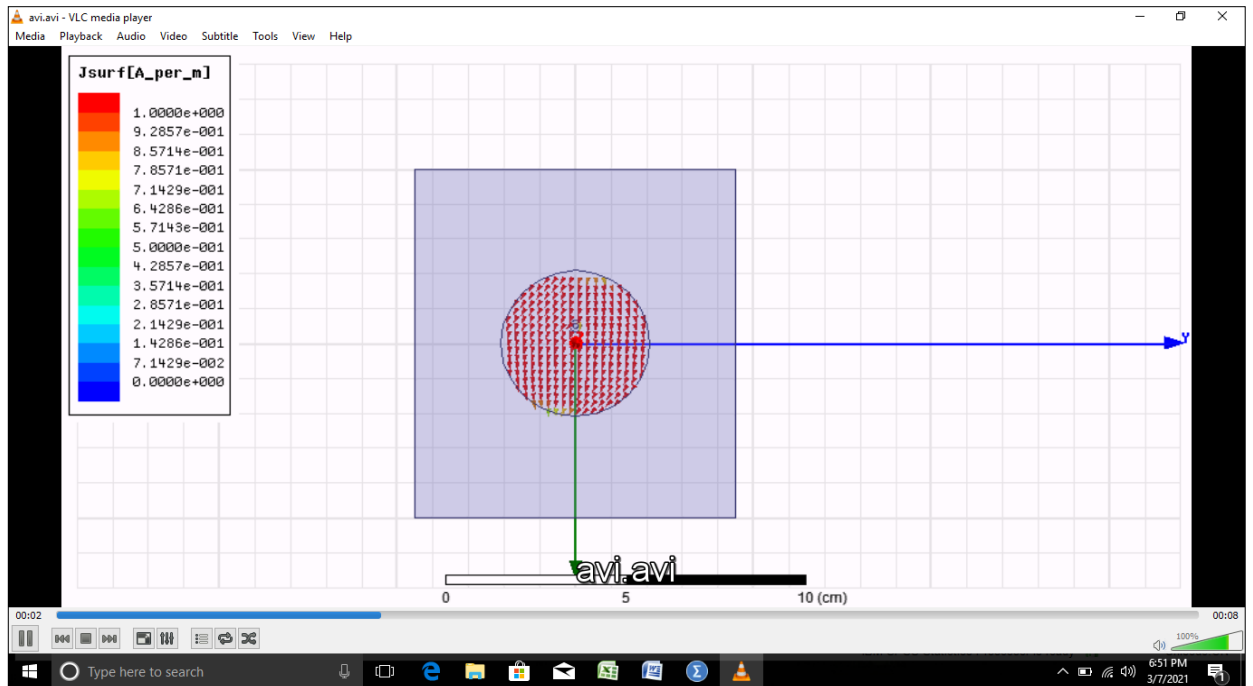 avi.avi - VLC media player
Media Playback Audio Video Subtitle Tools View Help
Jsurf[A_per_m]
1.0000e+000
9.2857e-001
8.5714e-001
7.8571e-001
7.1429e-001
6.4286e-001
5.7143e-001
5.0000e-001
4.2857e-001
3.5714e-001
2.8571e-001
2.1429e-001
1.4286e-001
7.1429e-002
0.0000e+000
Y
avi.avi
0 5 10 (cm)
00:02 00:08
100%
Type here to search
6:51 PM
3/7/2021
1